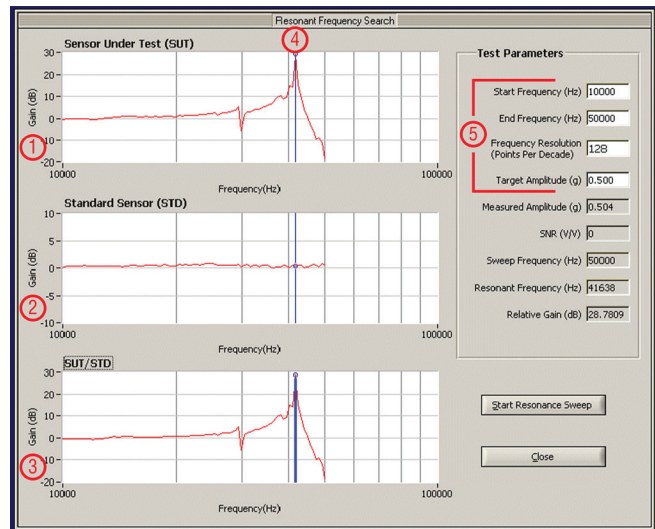 Resonant Frequency Search
Sensor Under Test (SUT)
4
30
20
10
0
-10
-20
Gain (dB)
1
10000
100000
Frequency(Hz)
Standard Sensor (STD)
10
5
0
-5
-10
Gain (dB)
2
10000
100000
Frequency(Hz)
SUT/STD
30
20
10
0
-10
-20
Gain (dB)
3
10000
100000
Frequency(Hz)
Test Parameters
5
Start Frequency (Hz) 10000
End Frequency (Hz) 50000
Frequency Resolution
(Points Per Decade) 128
Target Amplitude (g) 0.500
Measured Amplitude (g) 0.504
SNR (V/V) 0
Sweep Frequency (Hz) 50000
Resonant Frequency (Hz) 41638
Relative Gain (dB) 28.7809
Start Resonance Sweep
Close